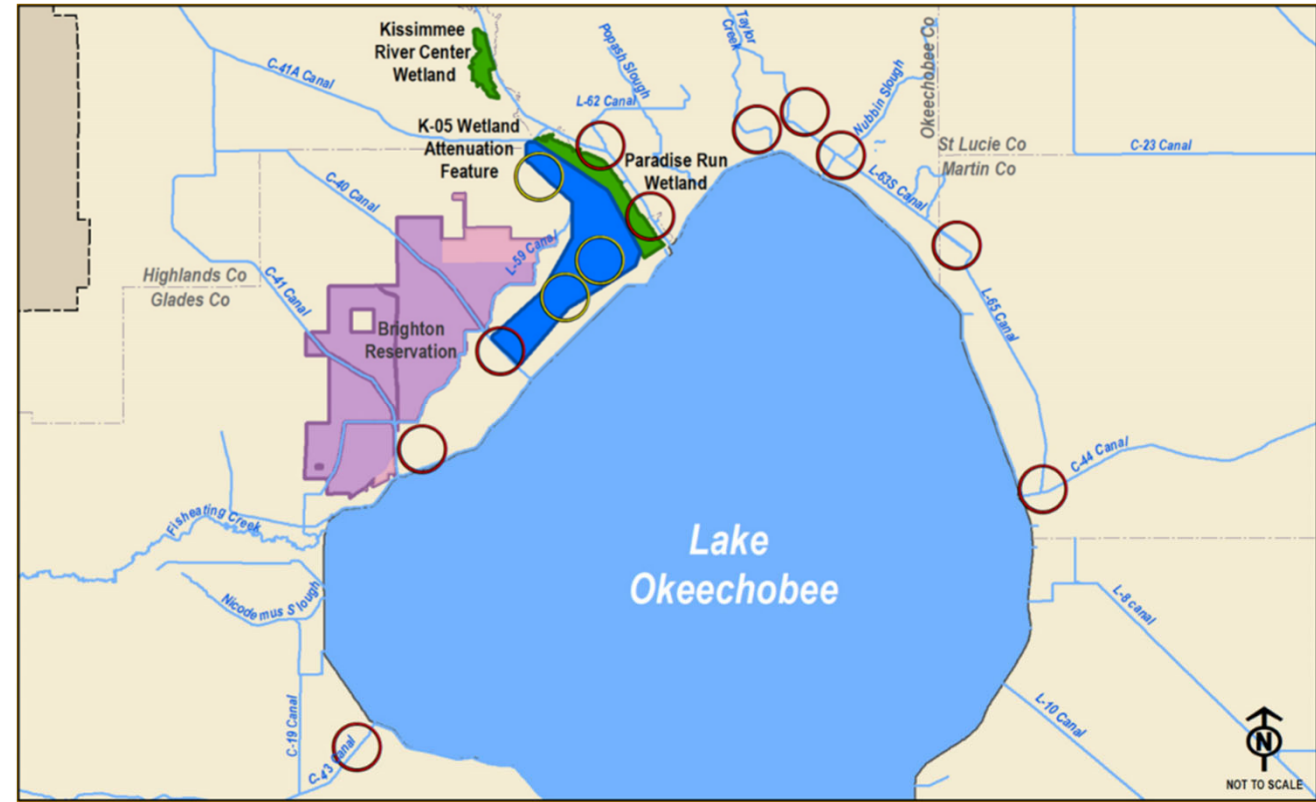 Kissimmee
River Center
Wetland
C-41A Canal
Popash Slough
Taylor
Creek
L-62 Canal
Nubbin Slough
Okeechobee Co
K-05 Wetland
Attenuation
Feature
Paradise Run
Wetland
St Lucie Co
Martin Co
C-23 Canal
C-40 Canal
L-63S Canal
L-59 Canal
Highlands Co
Glades Co
C-41 Canal
Brighton
Reservation
L-65 Canal
C-44 Canal
Fisheating Creek
Lake
Okeechobee
Nicodemus Slough
L-8 canal
C-19 Canal
L-10 Canal
C-43 Canal
N
NOT TO SCALE